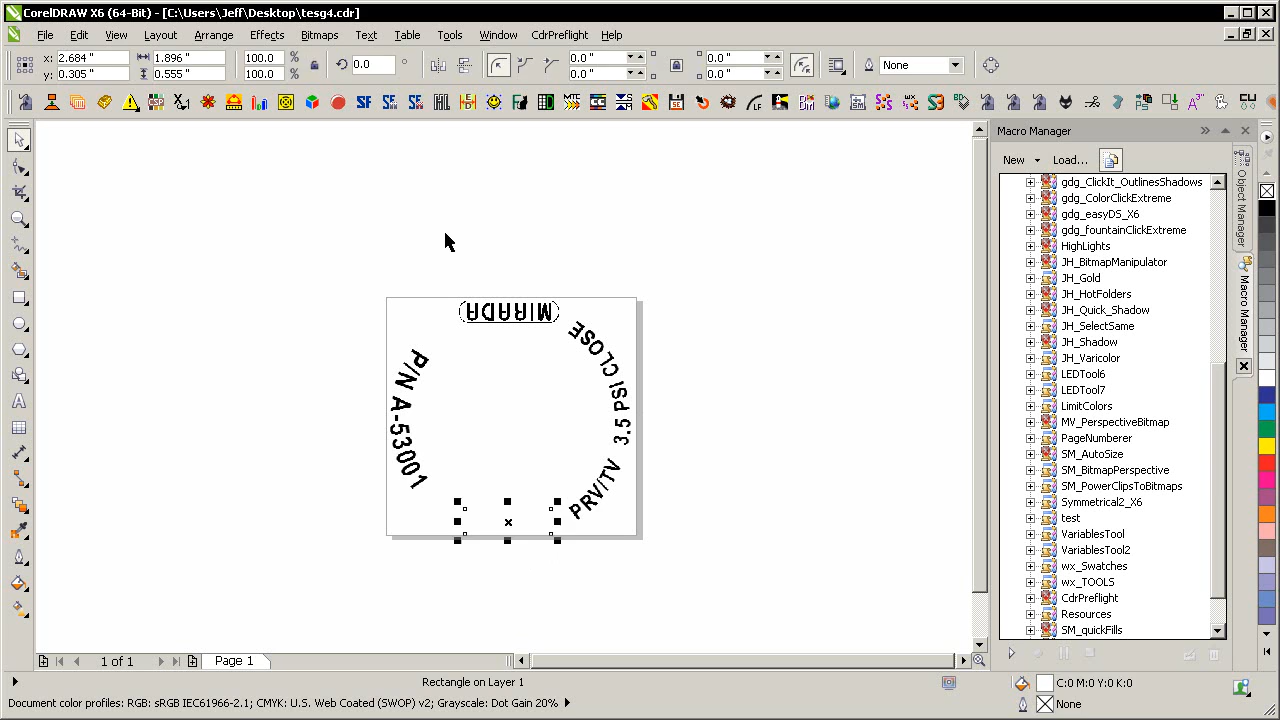 CorelDRAW X6 (64-Bit) - [C:\Users\Jeff\Desktop\tesg4.cdr]
File Edit View Layout Arrange Effects Bitmaps Text Table Tools Window CdrPreflight Help
x: 2.684 " 1.896 " 100.0 % 0.0 ° 0.0 " 0.0 " None
y: 0.305 " 0.555 " 100.0 % 0.0 " 0.0 "
Macro Manager
New Load...
gdg_ClickIt_OutlinesShadows
gdg_ColorClickExtreme
gdg_easyDS_X6
gdg_fountainClickExtreme
HighLights
JH_BitmapManipulator
JH_Gold
JH_HotFolders
JH_Quick_Shadow
JH_SelectSame
JH_Shadow
JH_Varicolor
LEDTool6
LEDTool7
LimitColors
MV_PerspectiveBitmap
PageNumberer
SM_AutoSize
SM_BitmapPerspective
SM_PowerClipsToBitmaps
Symmetrical2_X6
test
VariablesTool
VariablesTool2
wx_Swatches
wx_TOOLS
CdrPreflight
Resources
SM_quickFills
Object Manager
Macro Manager
MIRADA
P/N A-53001
PRV/TV 3.5 PSI CLOSE
1 of 1 Page 1
Rectangle on Layer 1
C:0 M:0 Y:0 K:0
Document color profiles: RGB: sRGB IEC61966-2.1; CMYK: U.S. Web Coated (SWOP) v2; Grayscale: Dot Gain 20%
None